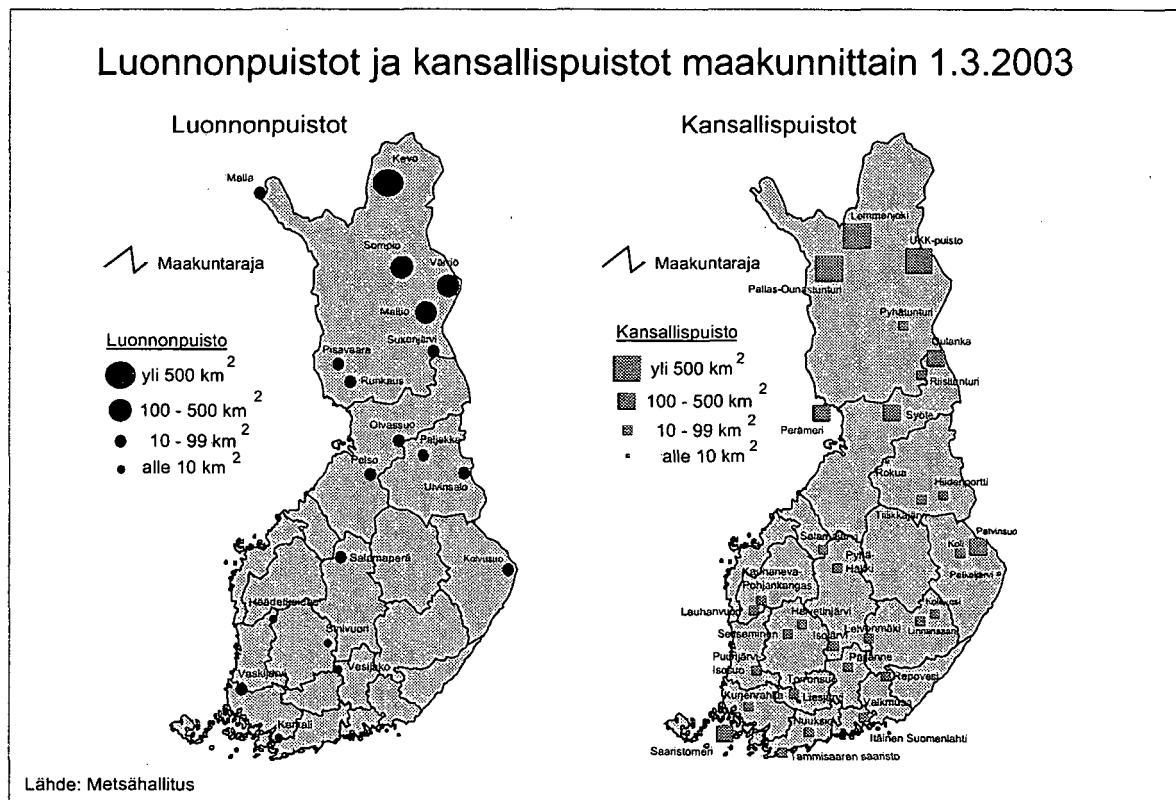 Luonnonpuistot ja kansallispuistot maakunnittain 1.3.2003
Luonnonpuistot
Malla
Kevo
Sompio
Värriö
Maltio
Sukerijärvi
Pisavaara
Runkaus
Olvassuo
Paljakka
Pelso
Ulvinsalo
Salamaperä
Koivusuo
Sinivuori
Vesijako
Vaskijärvi
Karkali
Maakuntaraja
Luonnonpuisto
yli 500 km²
100 - 500 km²
10 - 99 km²
alle 10 km²
Kansallispuistot
Lemmenjoki
UKK-puisto
Pallas-Ounastunturi
Pyhätunturi
Oulanka
Riisitunturi
Syöte
Perämeri
Rokua
Hiidenportti
Tiilikkajärvi
Patvinsuo
Koli
Petkeljärvi
Salamajärvi
Pyhä-
Häkki
Kauhaneva-
Pohjankangas
Lauhanvuori
Helvetinjärvi
Kolovesi
Linnansaari
Seitseminen
Isojärvi
Leivonmäki
Puurijärvi
Isosuo
Päijänne
Repovesi
Torronsuo
Liesjärvi
Kurjenrahka
Valkmusa
Nuuksio
Itäinen Suomenlahti
Saaristomeri
Tammisaaren saaristo
Maakuntaraja
Kansallispuisto
yli 500 km²
100 - 500 km²
10 - 99 km²
alle 10 km²
Lähde: Metsähallitus